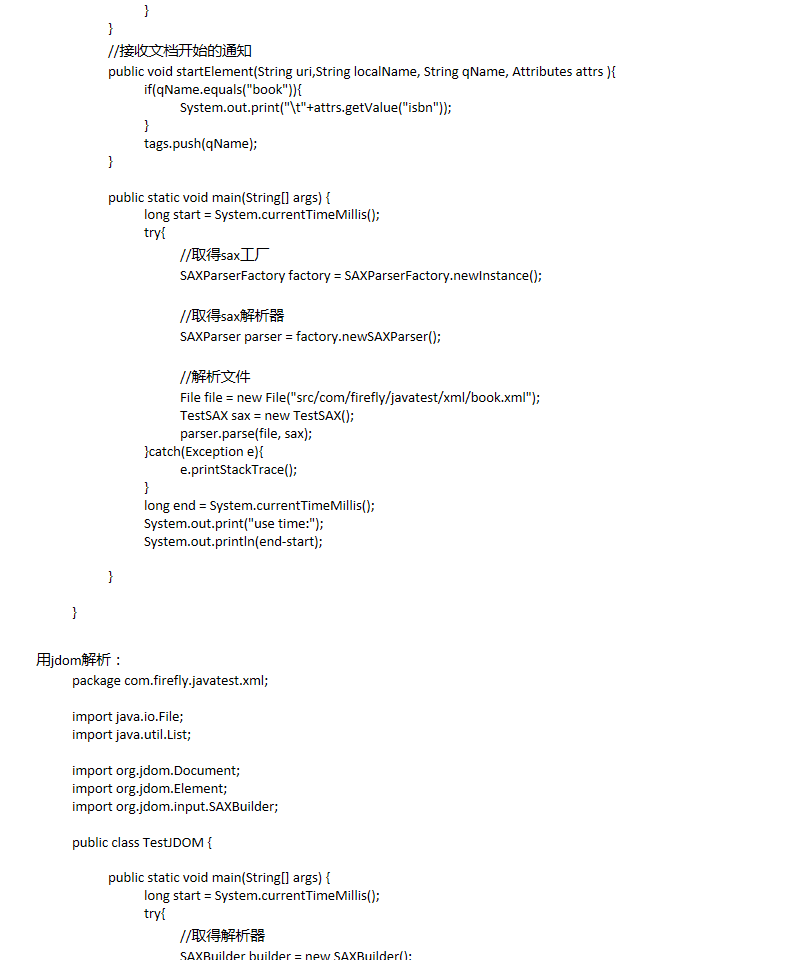 }
}
//接收文档开始的通知
public void startElement(String uri,String localName, String qName, Attributes attrs ){
if(qName.equals("book")){
System.out.print("\t"+attrs.getValue("isbn"));
}
tags.push(qName);
}
public static void main(String[] args) {
long start = System.currentTimeMillis();
try{
//取得sax工厂
SAXParserFactory factory = SAXParserFactory.newInstance();
//取得sax解析器
SAXParser parser = factory.newSAXParser();
//解析文件
File file = new File("src/com/firefly/javatest/xml/book.xml");
TestSAX sax = new TestSAX();
parser.parse(file, sax);
}catch(Exception e){
e.printStackTrace();
}
long end = System.currentTimeMillis();
System.out.print("use time:");
System.out.println(end-start);
}
}
用jdom解析：
package com.firefly.javatest.xml;
import java.io.File;
import java.util.List;
import org.jdom.Document;
import org.jdom.Element;
import org.jdom.input.SAXBuilder;
public class TestJDOM {
public static void main(String[] args) {
long start = System.currentTimeMillis();
try{
//取得解析器
SAXBuilder builder = new SAXBuilder();